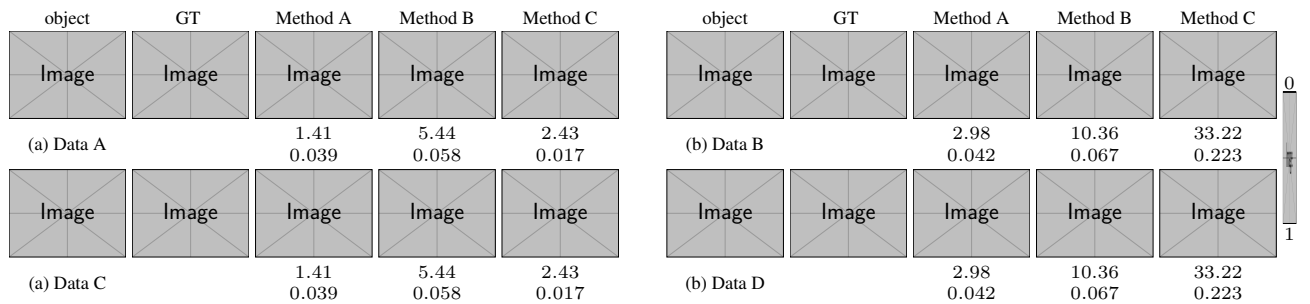 object GT Method A Method B Method C
Image Image Image Image Image
(a) Data A
1.41 5.44 2.43
0.039 0.058 0.017
object GT Method A Method B Method C
Image Image Image Image Image
(b) Data B
2.98 10.36 33.22
0.042 0.067 0.223
Image Image Image Image Image
(a) Data C
1.41 5.44 2.43
0.039 0.058 0.017
Image Image Image Image Image
(b) Data D
2.98 10.36 33.22
0.042 0.067 0.223
0
1